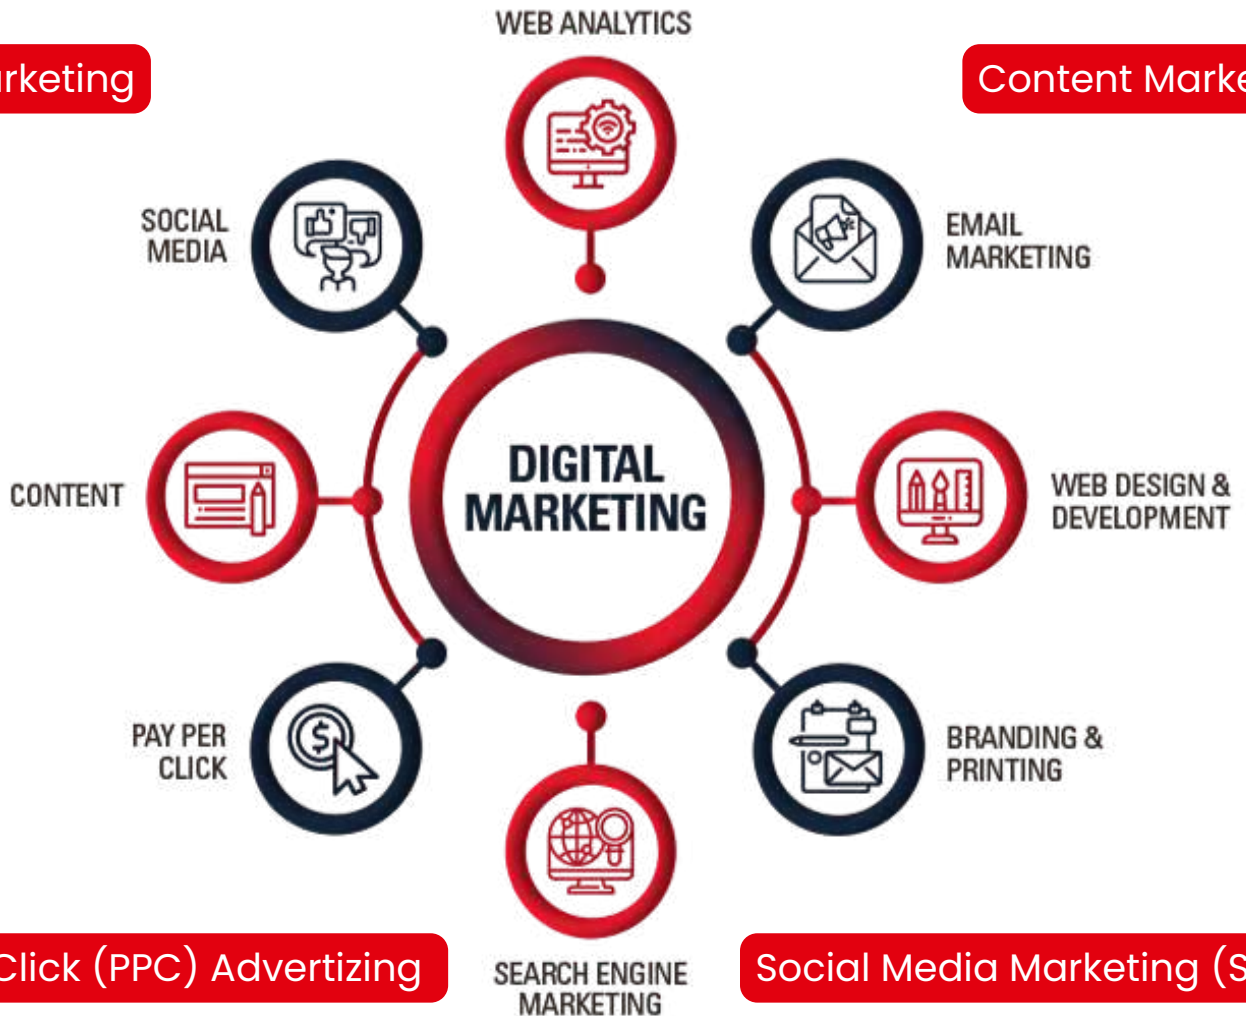 WEB ANALYTICS
rketing
Content Marke
SOCIAL
MEDIA
EMAIL
MARKETING
DIGITAL
MARKETING
CONTENT
WEB DESIGN &
DEVELOPMENT
PAY PER
CLICK
$
BRANDING &
PRINTING
Click (PPC) Advertizing
SEARCH ENGINE
MARKETING
Social Media Marketing (S